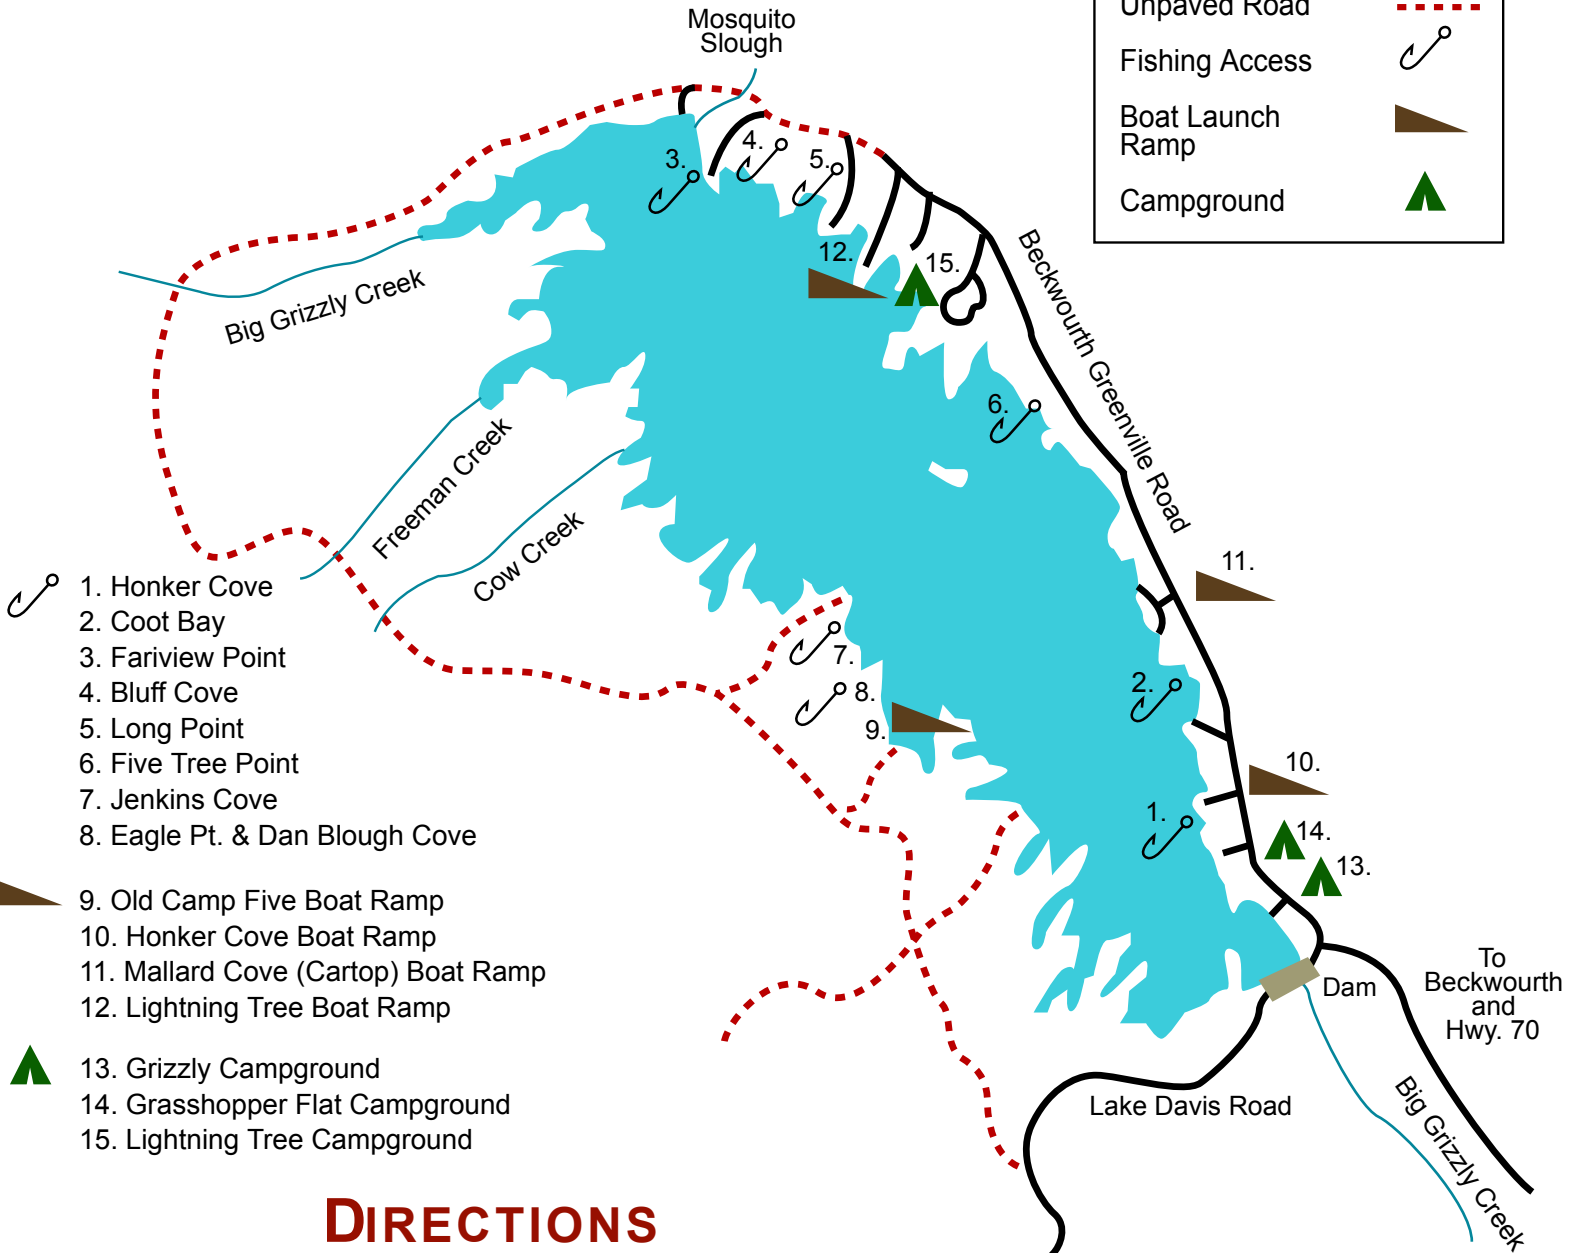 Mosquito
Slough
Unpaved Road
Fishing Access
Boat Launch
Ramp
Campground
3.
4.
5.
12.
15.
Beckwourth Greenville Road
Big Grizzly Creek
6.
Freeman Creek
Cow Creek
11.
7.
8.
9.
2.
10.
1.
14.
13.
1. Honker Cove
2. Coot Bay
3. Fariview Point
4. Bluff Cove
5. Long Point
6. Five Tree Point
7. Jenkins Cove
8. Eagle Pt. & Dan Blough Cove
9. Old Camp Five Boat Ramp
10. Honker Cove Boat Ramp
11. Mallard Cove (Cartop) Boat Ramp
12. Lightning Tree Boat Ramp
13. Grizzly Campground
14. Grasshopper Flat Campground
15. Lightning Tree Campground
Dam
To
Beckwourth
and
Hwy. 70
Lake Davis Road
Big Grizzly Creek
DIRECTIONS